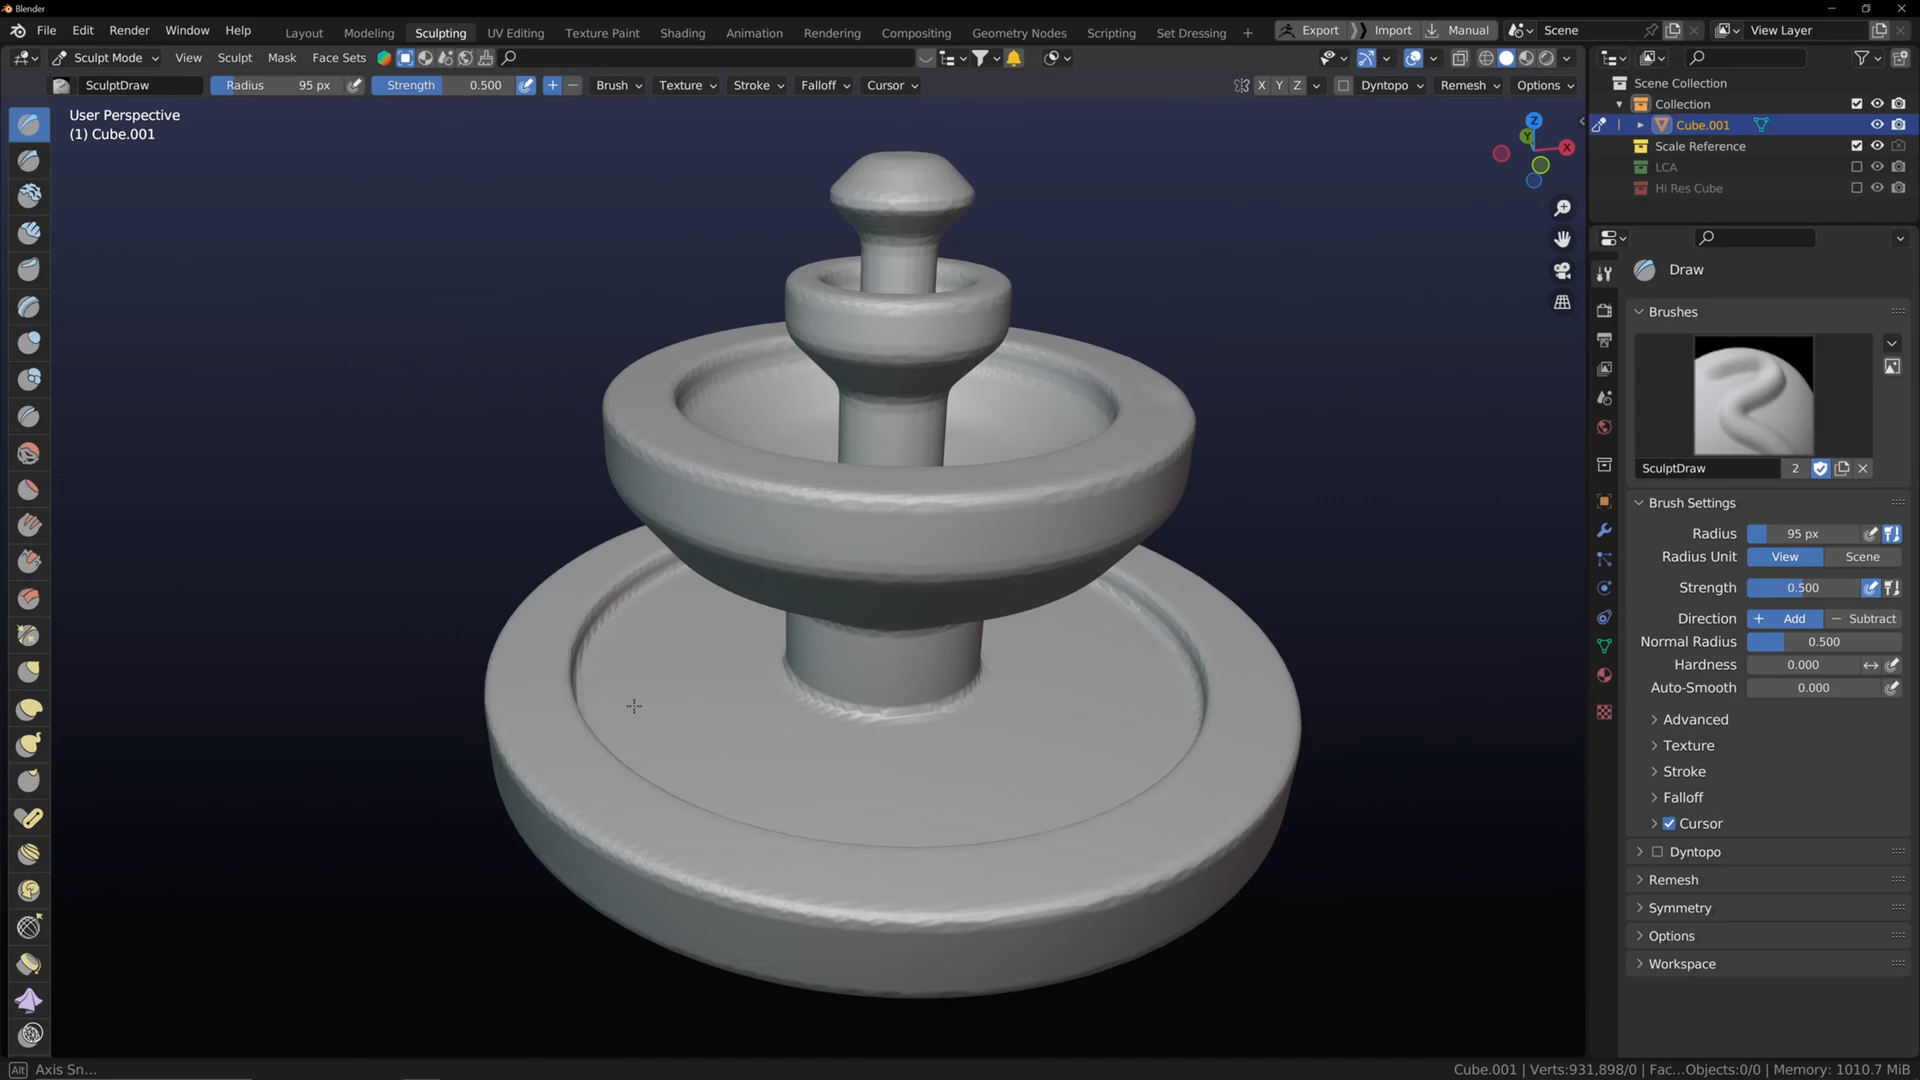 Blender
File Edit Render Window Help Layout Modeling Sculpting UV Editing Texture Paint Shading Animation Rendering Compositing Geometry Nodes Scripting Set Dressing + Export Import Manual Scene View Layer
Sculpt Mode View Sculpt Mask Face Sets
SculptDraw Radius 95 px Strength 0.500 + − Brush Texture Stroke Falloff Cursor X Y Z Dyntopo Remesh Options
User Perspective
(1) Cube.001
Z
Y
X
Scene Collection
Collection
Cube.001
Scale Reference
LCA
Hi Res Cube
Draw
Brushes
SculptDraw 2
Brush Settings
Radius 95 px
Radius Unit View Scene
Strength 0.500
Direction + Add − Subtract
Normal Radius 0.500
Hardness 0.000
Auto-Smooth 0.000
Advanced
Texture
Stroke
Falloff
Cursor
Dyntopo
Remesh
Symmetry
Options
Workspace
Alt Axis Sn...
Cube.001 | Verts:931,898/0 | Fac...Objects:0/0 | Memory: 1010.7 MiB